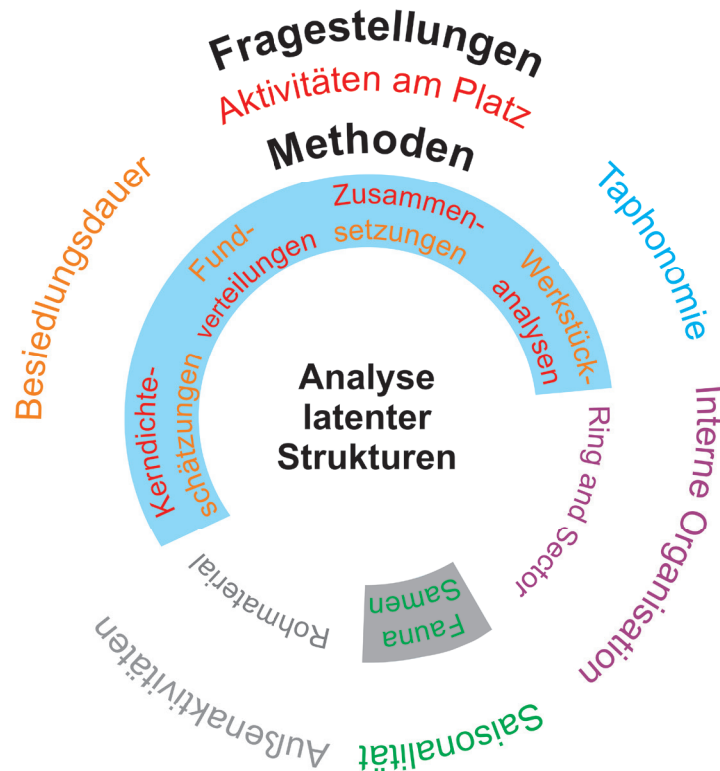 Fragestellungen
Aktivitäten am Platz
Methoden
Besiedlungsdauer
Taphonomie
Interne Organisation
Saisonalität
Außenaktivitäten
Kerndichte-
schätzungen
Fund-
verteilungen
Zusammen-
setzungen
Werkstück-
analysen
Ring and Sector
Samen
Fauna
Rohmaterial
Analyse
latenter
Strukturen